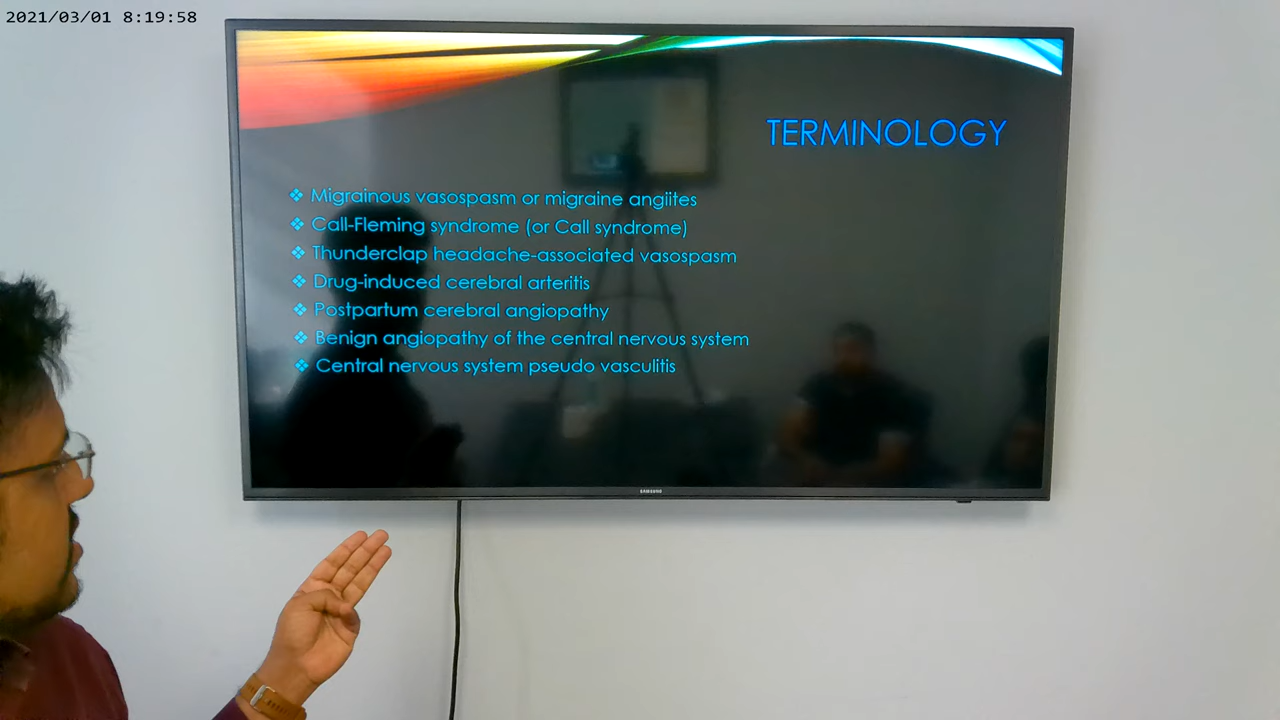 2021/03/01 8:19:58
TERMINOLOGY
❖ Migrainous vasospasm or migraine angiites
❖ Call-Fleming syndrome (or Call syndrome)
❖ Thunderclap headache-associated vasospasm
❖ Drug-induced cerebral arteritis
❖ Postpartum cerebral angiopathy
❖ Benign angiopathy of the central nervous system
❖ Central nervous system pseudo vasculitis
SAMSUNG